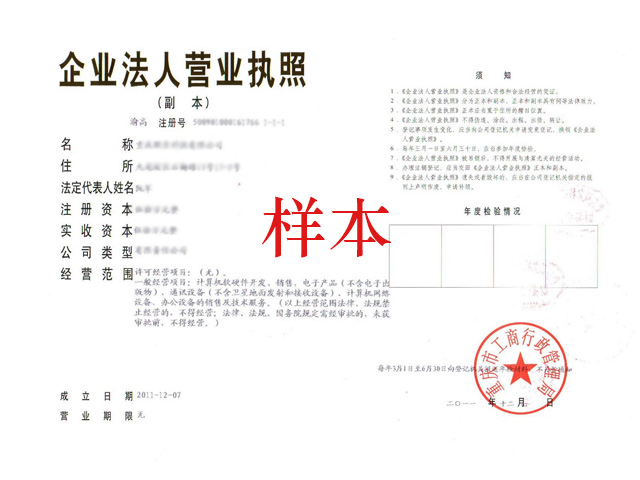 企业法人营业执照
（副 本）
渝高 注册号
名 称
住 所
法定代表人姓名
注册资本
实收资本
公司类型
经营范围
许可经营项目：（无）。
一般经营项目：计算机软硬件开发、销售，电子产品（不含电子出
版物）、通讯设备（不含卫星地面发射和接收设备）、计算机网络
设备、办公设备的销售及技术服务。（以上经营范围法律、法规禁
止经营的，不得经营；法律、法规、国务院规定需经审批的，未获
审批前，不得经营。）
成立日期 2011-12-07
营业期限 无
样本
须 知
1．《企业法人营业执照》是企业法人资格和合法经营的凭证。
2．《企业法人营业执照》分为正本和副本，正本和副本具有同等法律效力。
3．《企业法人营业执照》正本应当置于住所的醒目位置。
4．《企业法人营业执照》不得伪造、涂改、出租、出借、转让。
5．登记事项发生变化，应当向公司登记机关申请变更登记，换领《企业法
人营业执照》。
6．每年三月一日至六月三十日，应当参加年度检验。
7．《企业法人营业执照》被吊销后，不得开展与清算无关的经营活动。
8．办理注销登记，应当交回《企业法人营业执照》正本和副本。
9．《企业法人营业执照》遗失或者毁坏的，应当在公司登记机关指定的报
刊上声明作废，申请补领。
年度检验情况
每年3月1日至6月30日向登记机关
重庆市工商行政管理局
二〇一一 年 十二 月 日